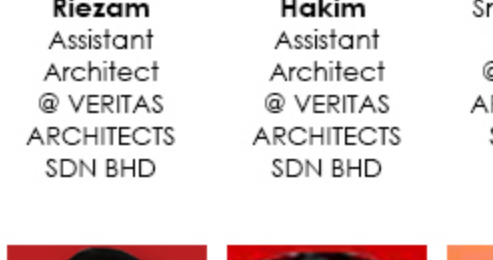 Riezam
Assistant
Architect
@ VERITAS
ARCHITECTS
SDN BHD
Hakim
Assistant
Architect
@ VERITAS
ARCHITECTS
SDN BHD